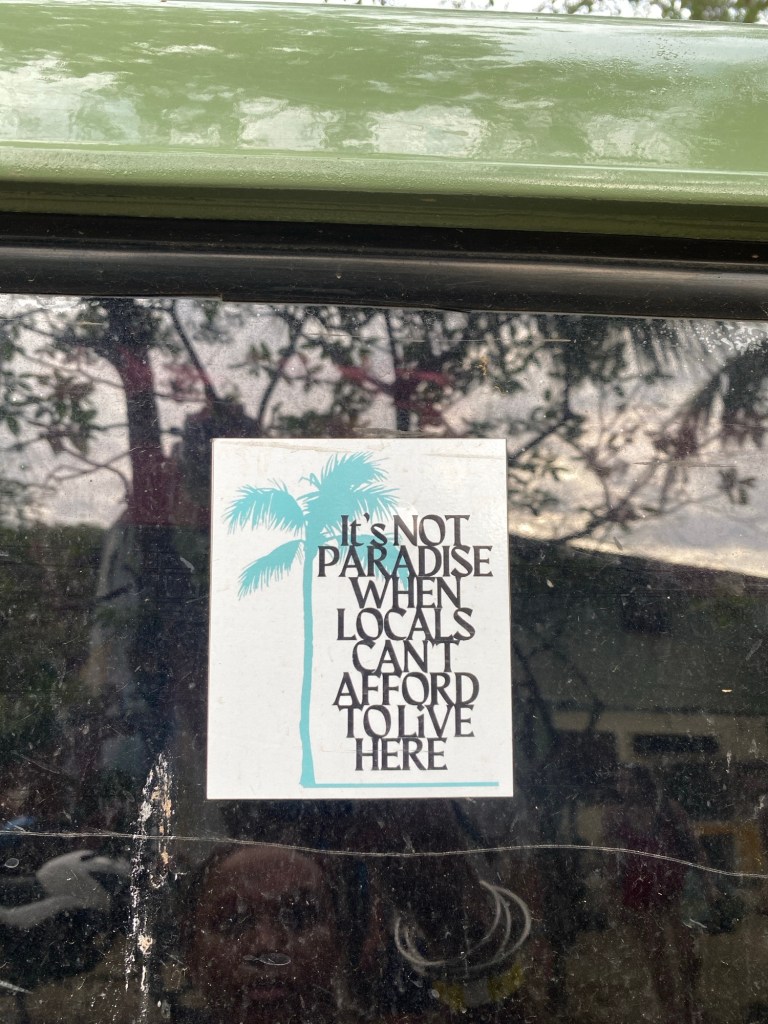 It's NOT
PARADISE
WHEN
LOCALS
CAN'T
AFFORD
TO LiVE
HERE